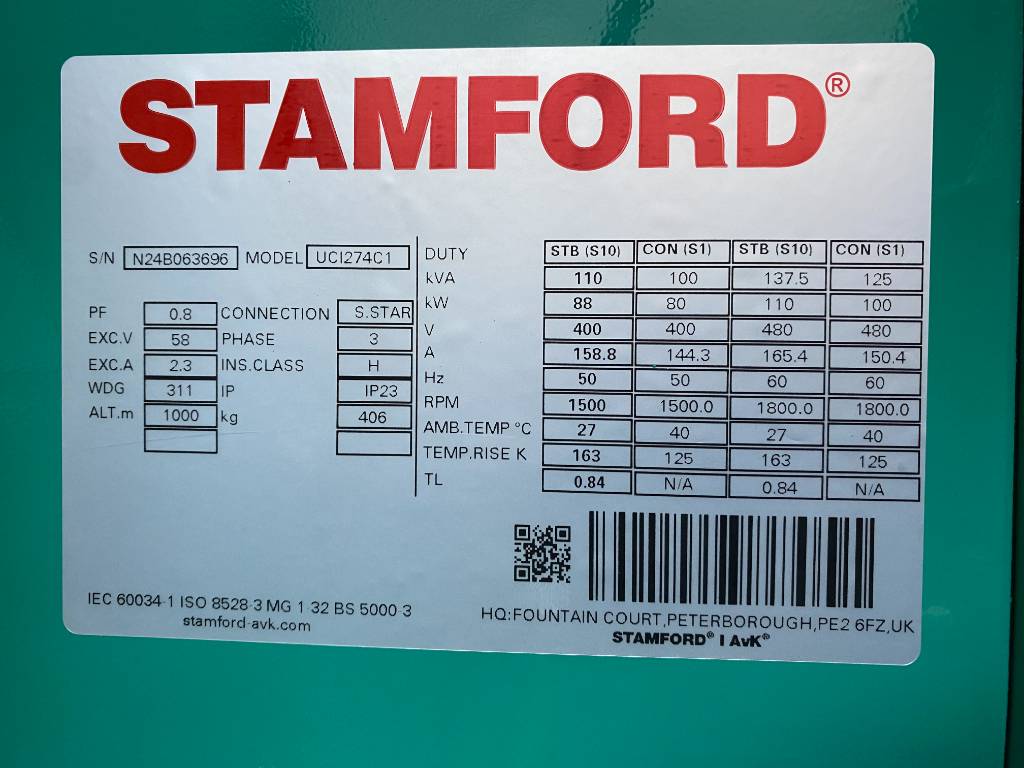 STAMFORD®
S/N N24B063696 MODEL UCI274C1
PF 0.8 CONNECTION S.STAR
EXC.V 58 PHASE 3
EXC.A 2.3 INS.CLASS H
WDG 311 IP IP23
ALT.m 1000 kg 406
DUTY STB (S10) CON (S1) STB (S10) CON (S1)
kVA 110 100 137.5 125
kW 88 80 110 100
V 400 400 480 480
A 158.8 144.3 165.4 150.4
Hz 50 50 60 60
RPM 1500 1500.0 1800.0 1800.0
AMB.TEMP °C 27 40 27 40
TEMP.RISE K 163 125 163 125
TL 0.84 N/A 0.84 N/A
IEC 60034-1 ISO 8528-3 MG 1-32 BS 5000-3
stamford-avk.com
HQ:FOUNTAIN COURT,PETERBOROUGH,PE2 6FZ,UK
STAMFORD® | AvK®